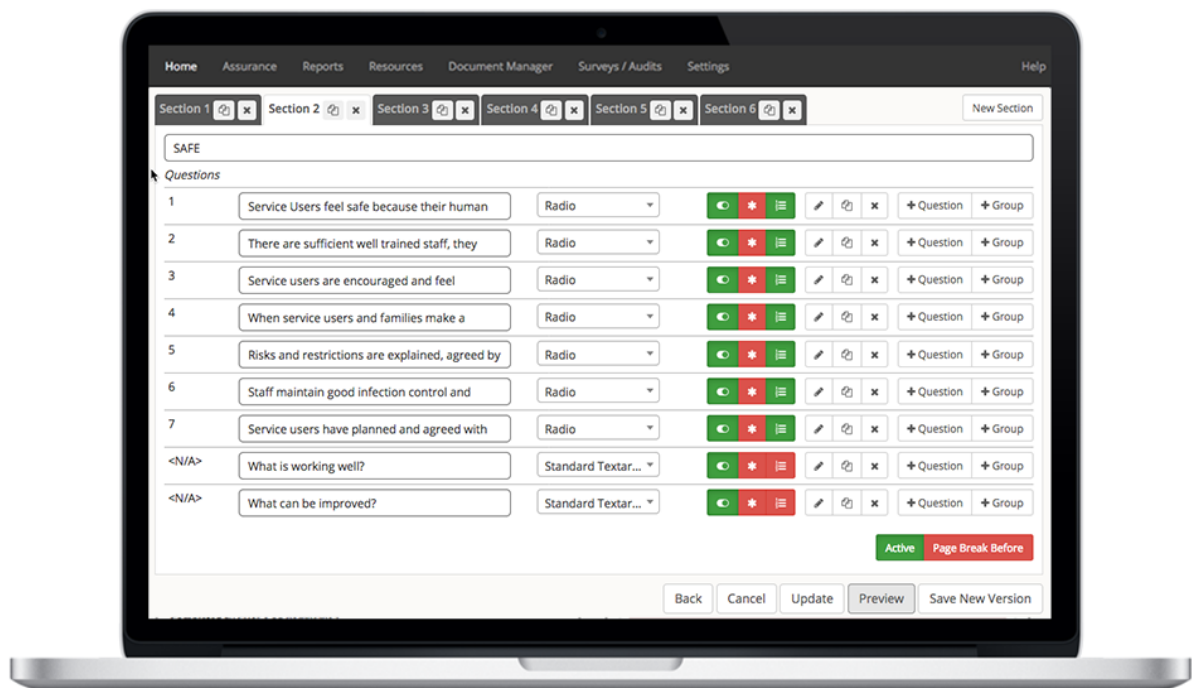 Home Assurance Reports Resources Document Manager Surveys / Audits Settings Help
Section 1 Section 2 Section 3 Section 4 Section 5 Section 6 New Section
SAFE
Questions
1 Service Users feel safe because their human Radio + Question + Group
2 There are sufficient well trained staff, they Radio + Question + Group
3 Service users are encouraged and feel Radio + Question + Group
4 When service users and families make a Radio + Question + Group
5 Risks and restrictions are explained, agreed by Radio + Question + Group
6 Staff maintain good infection control and Radio + Question + Group
7 Service users have planned and agreed with Radio + Question + Group
<N/A> What is working well? Standard Textar... + Question + Group
<N/A> What can be improved? Standard Textar... + Question + Group
Active Page Break Before
Back Cancel Update Preview Save New Version